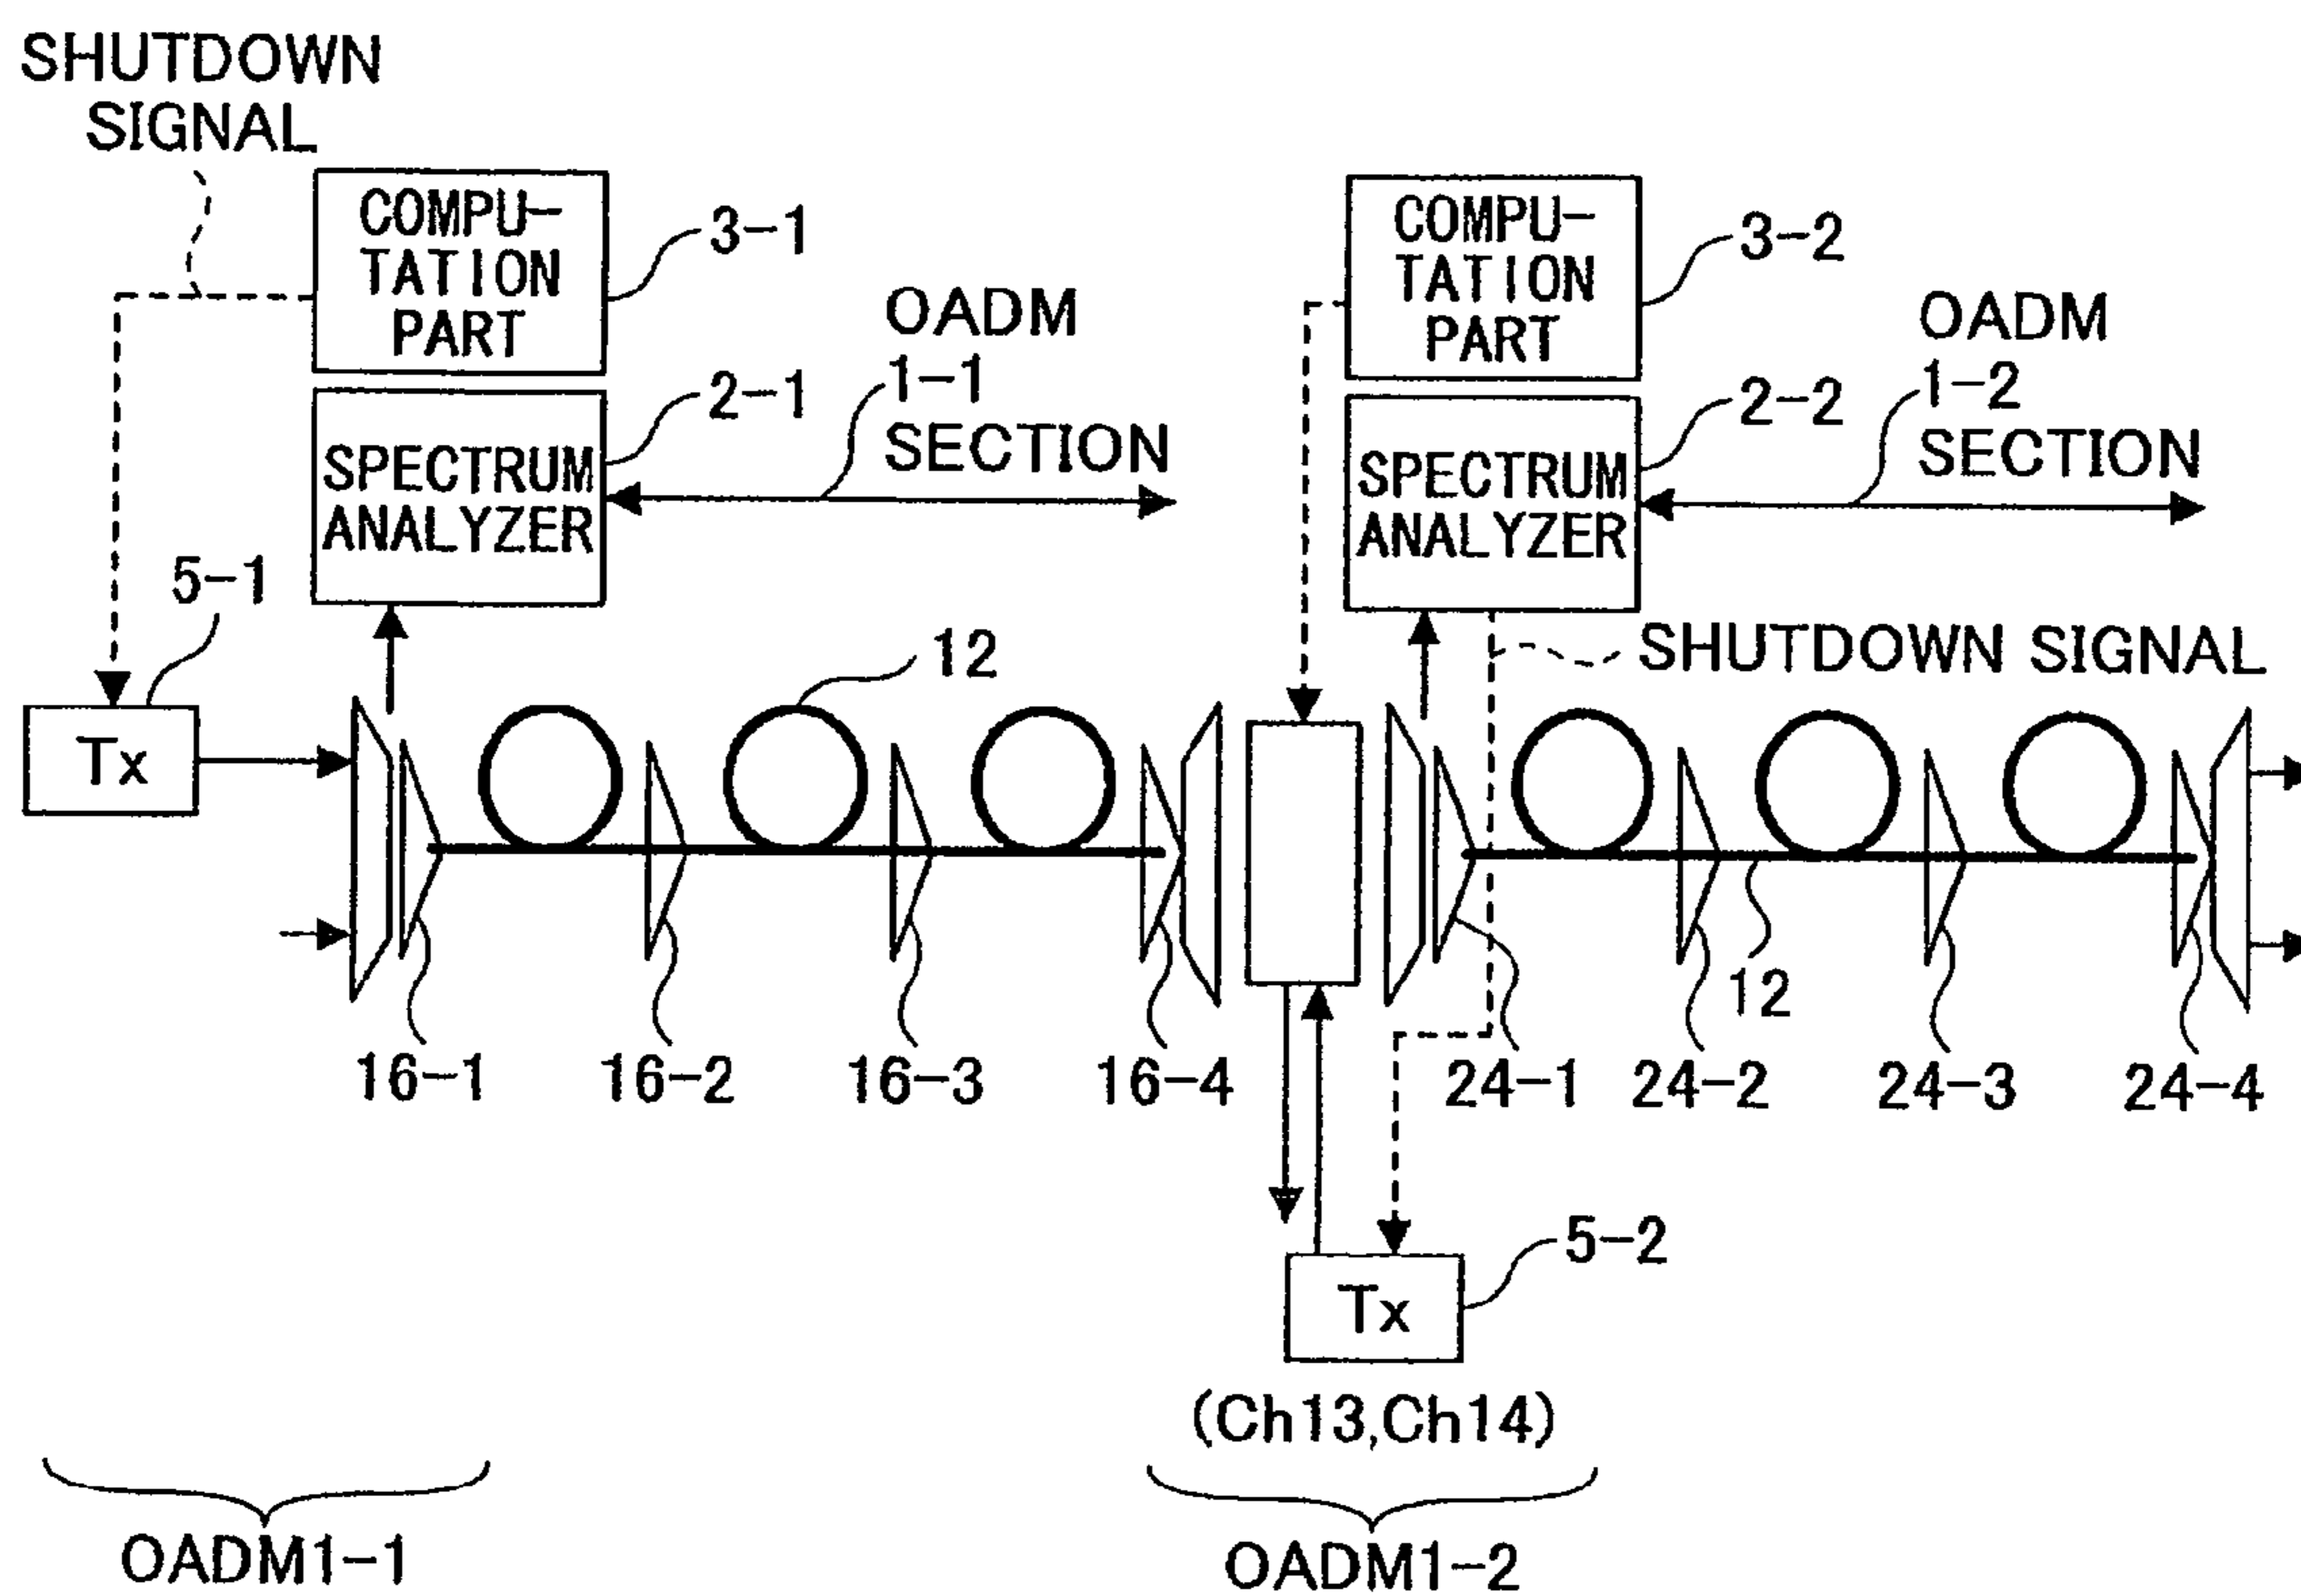 SHUTDOWN
SIGNAL
COMPU-
TATION
PART
3-1
OADM
1-1
SECTION
2-1
SPECTRUM
ANALYZER
5-1
Tx
12
COMPU-
TATION
PART
3-2
OADM
1-2
SECTION
2-2
SPECTRUM
ANALYZER
SHUTDOWN SIGNAL
12
16-1
16-2
16-3
16-4
24-1
24-2
24-3
24-4
5-2
Tx
(Ch13,Ch14)
OADM1-1
OADM1-2